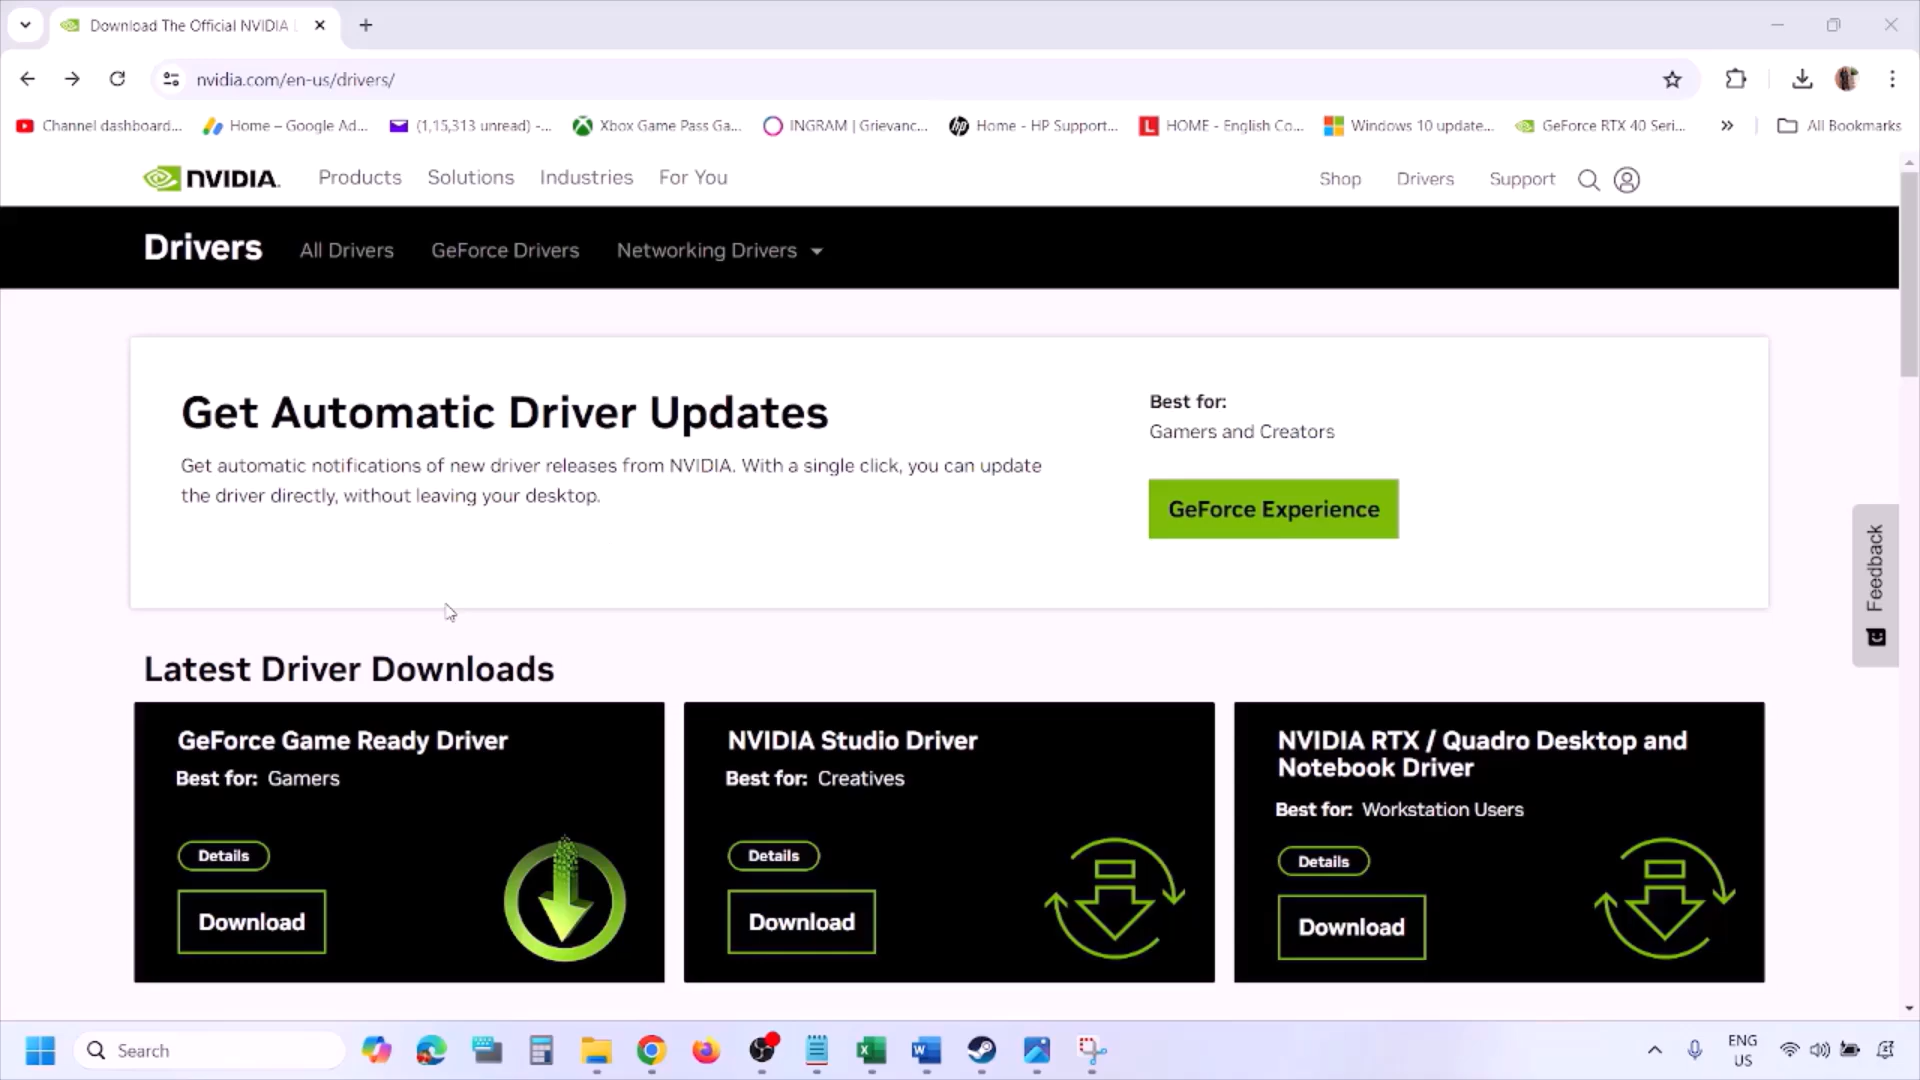 Download The Official NVIDIA
nvidia.com/en-us/drivers/
Channel dashboard... Home – Google Ad... (1,15,313 unread) -... Xbox Game Pass Ga... INGRAM | Grievanc... Home - HP Support... HOME - English Co... Windows 10 update... GeForce RTX 40 Seri... » All Bookmarks
NVIDIA. Products Solutions Industries For You Shop Drivers Support
Drivers All Drivers GeForce Drivers Networking Drivers
Get Automatic Driver Updates
Get automatic notifications of new driver releases from NVIDIA. With a single click, you can update
the driver directly, without leaving your desktop.
Best for:
Gamers and Creators
GeForce Experience
Feedback
Latest Driver Downloads
GeForce Game Ready Driver
Best for: Gamers
Details
Download
NVIDIA Studio Driver
Best for: Creatives
Details
Download
NVIDIA RTX / Quadro Desktop and
Notebook Driver
Best for: Workstation Users
Details
Download
Search
ENG
US